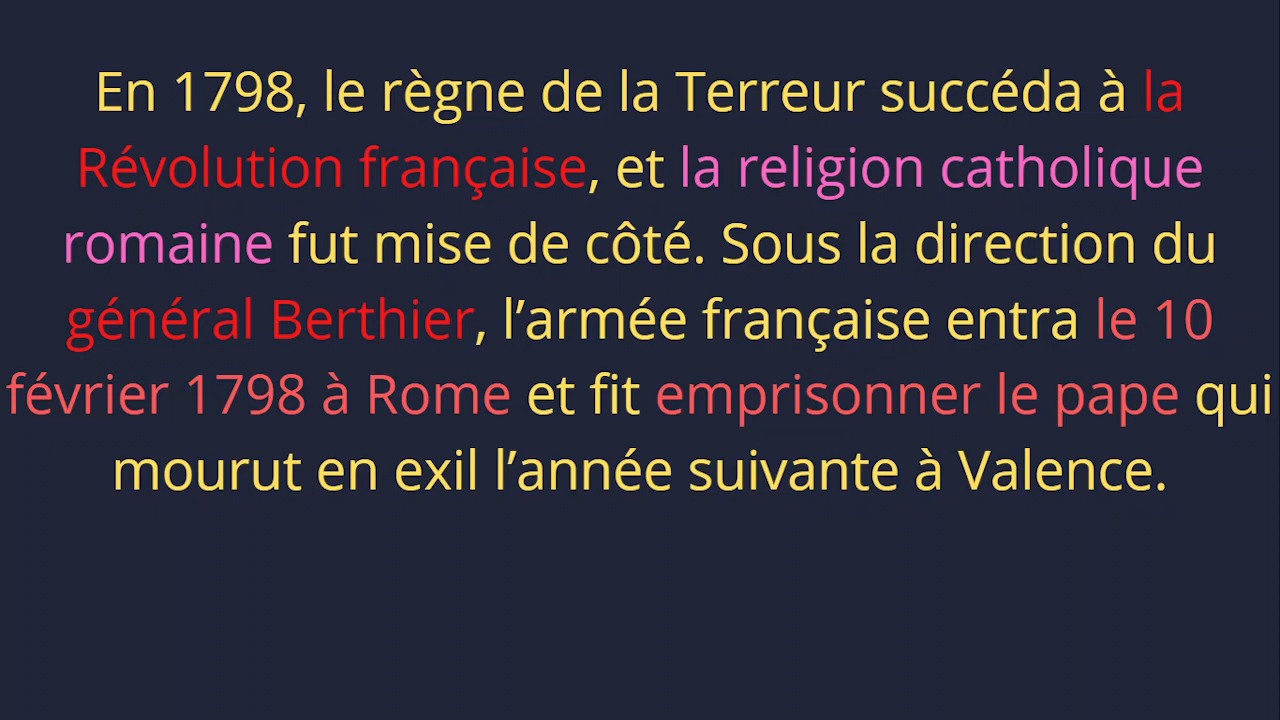 En 1798, le règne de la Terreur succéda à la
Révolution française, et la religion catholique
romaine fut mise de côté. Sous la direction du
général Berthier, l’armée française entra le 10
février 1798 à Rome et fit emprisonner le pape qui
mourut en exil l’année suivante à Valence.